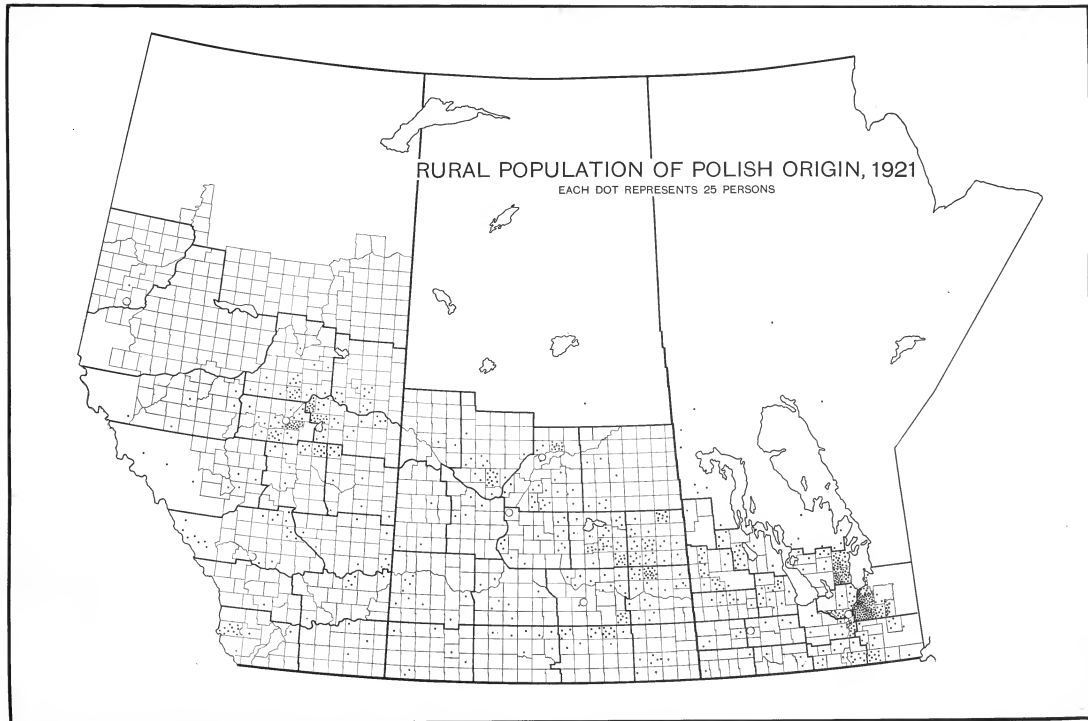 RURAL POPULATION OF POLISH ORIGIN, 1921
EACH DOT REPRESENTS 25 PERSONS